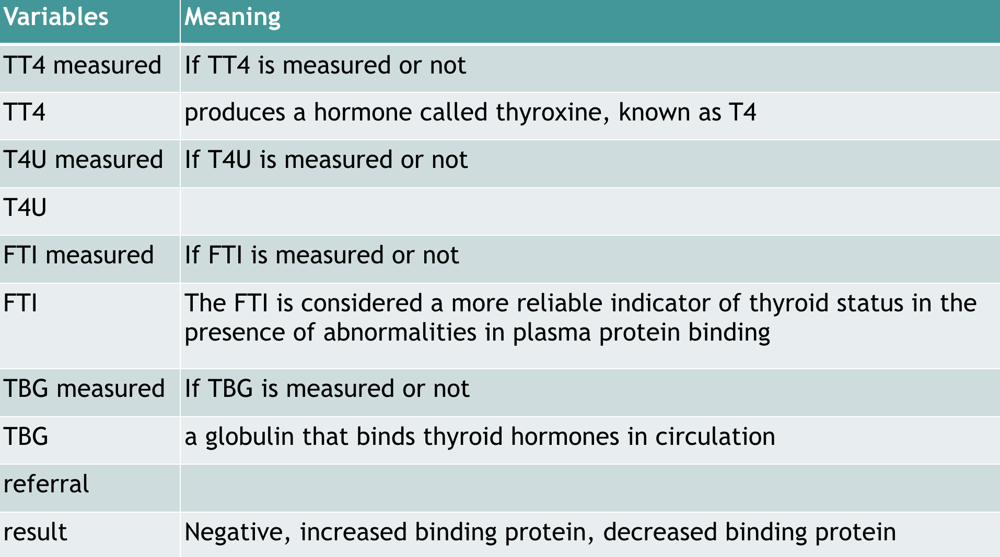 Variables Meaning
TT4 measured If TT4 is measured or not
TT4 produces a hormone called thyroxine, known as T4
T4U measured If T4U is measured or not
T4U
FTI measured If FTI is measured or not
FTI The FTI is considered a more reliable indicator of thyroid status in the
presence of abnormalities in plasma protein binding
TBG measured If TBG is measured or not
TBG a globulin that binds thyroid hormones in circulation
referral
result Negative, increased binding protein, decreased binding protein